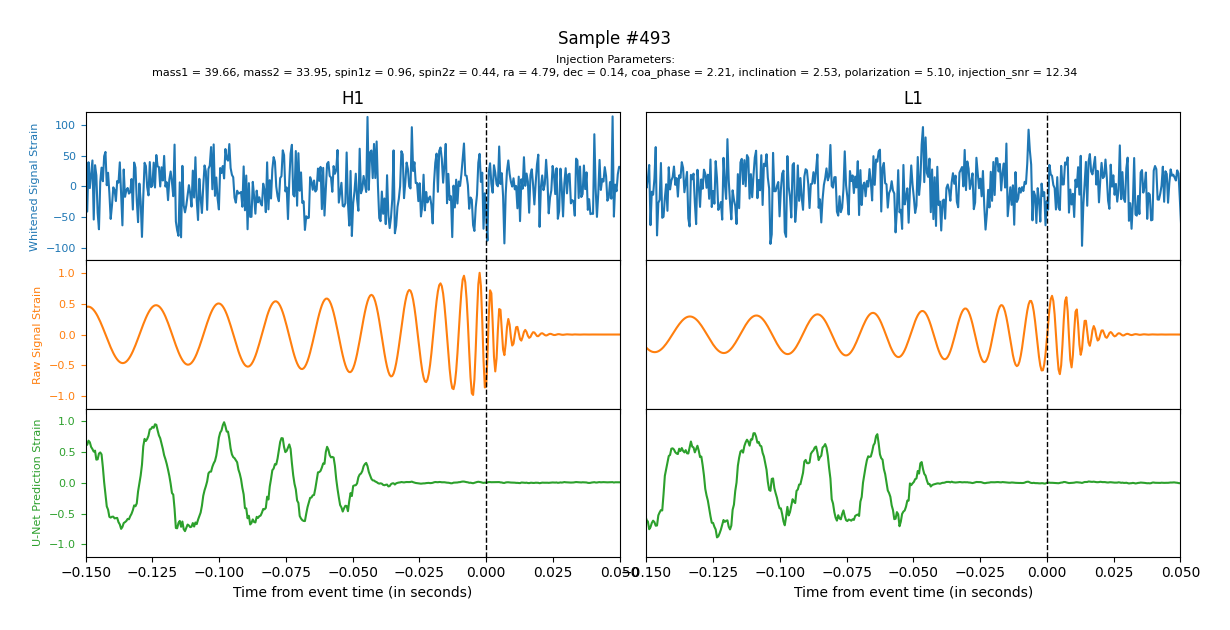 Sample #493
Injection Parameters:
mass1 = 39.66, mass2 = 33.95, spin1z = 0.96, spin2z = 0.44, ra = 4.79, dec = 0.14, coa_phase = 2.21, inclination = 2.53, polarization = 5.10, injection_snr = 12.34
H1
L1
Whitened Signal Strain
100
50
0
−50
−100
Raw Signal Strain
1.0
0.5
0.0
−0.5
−1.0
U-Net Prediction Strain
1.0
0.5
0.0
−0.5
−1.0
−0.150 −0.125 −0.100 −0.075 −0.050 −0.025 0.000 0.025 0.050
−0.150 −0.125 −0.100 −0.075 −0.050 −0.025 0.000 0.025 0.050
Time from event time (in seconds)
Time from event time (in seconds)